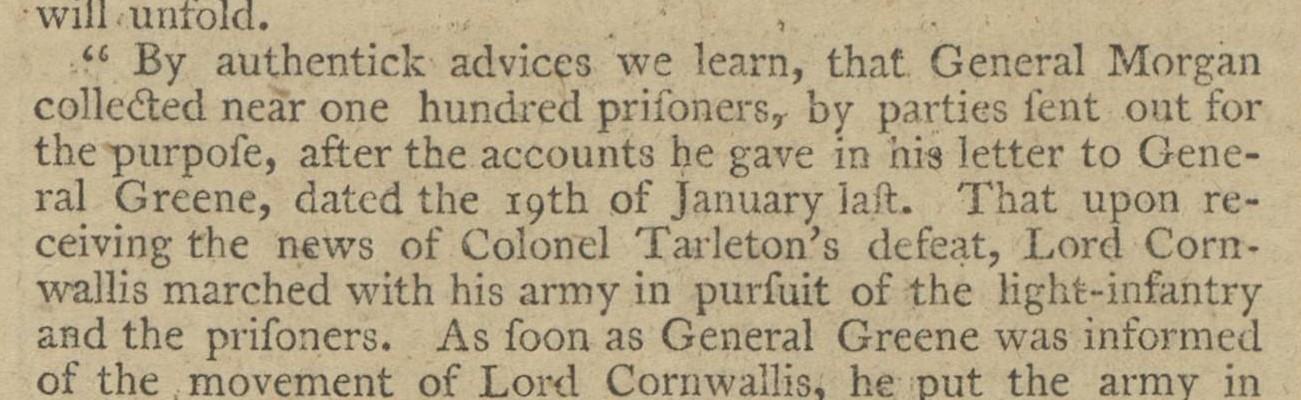 will unfold.
“ By authentick advices we learn, that General Morgan
collected near one hundred priſoners, by parties ſent out for
the purpoſe, after the accounts he gave in his letter to Gene-
ral Greene, dated the 19th of January laſt. That upon re-
ceiving the news of Colonel Tarleton’s defeat, Lord Corn-
wallis marched with his army in purſuit of the light-infantry
and the priſoners. As ſoon as General Greene was informed
of the movement of Lord Cornwallis, he put the army in